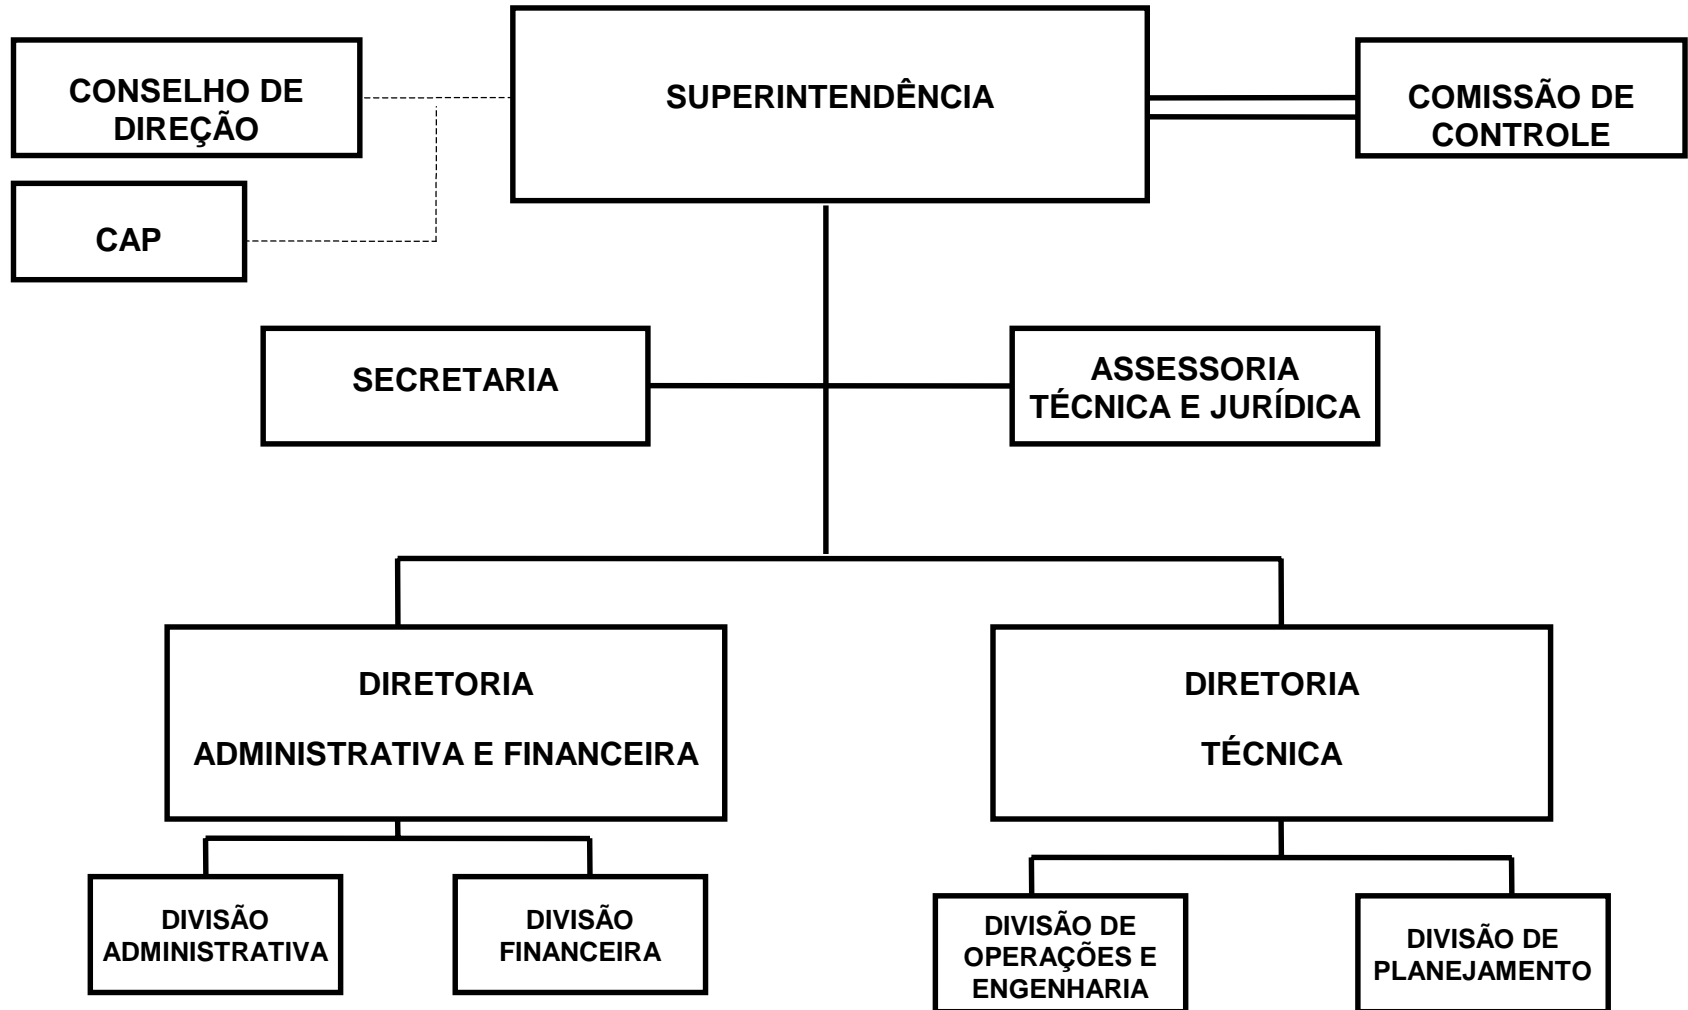 CONSELHO DE
DIREÇÃO
SUPERINTENDÊNCIA
COMISSÃO DE
CONTROLE
CAP
SECRETARIA
ASSESSORIA
TÉCNICA E JURÍDICA
DIRETORIA
ADMINISTRATIVA E FINANCEIRA
DIRETORIA
TÉCNICA
DIVISÃO
ADMINISTRATIVA
DIVISÃO
FINANCEIRA
DIVISÃO DE
OPERAÇÕES E
ENGENHARIA
DIVISÃO DE
PLANEJAMENTO